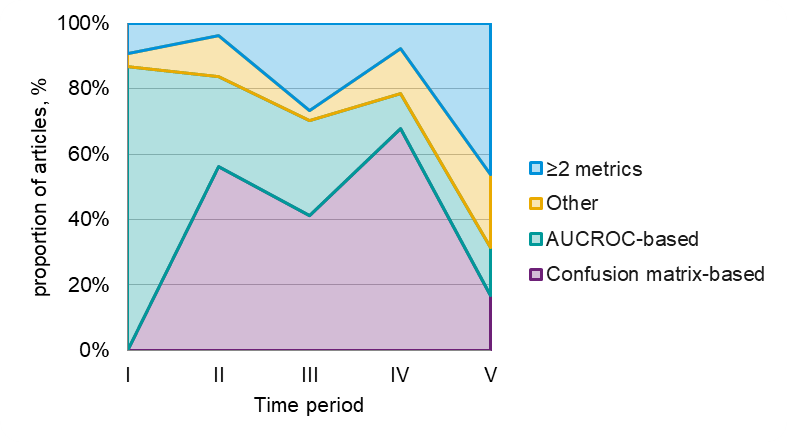 100%
80%
60%
40%
20%
0%
proportion of articles, %
I II III IV V
Time period
≥2 metrics
Other
AUCROC-based
Confusion matrix-based